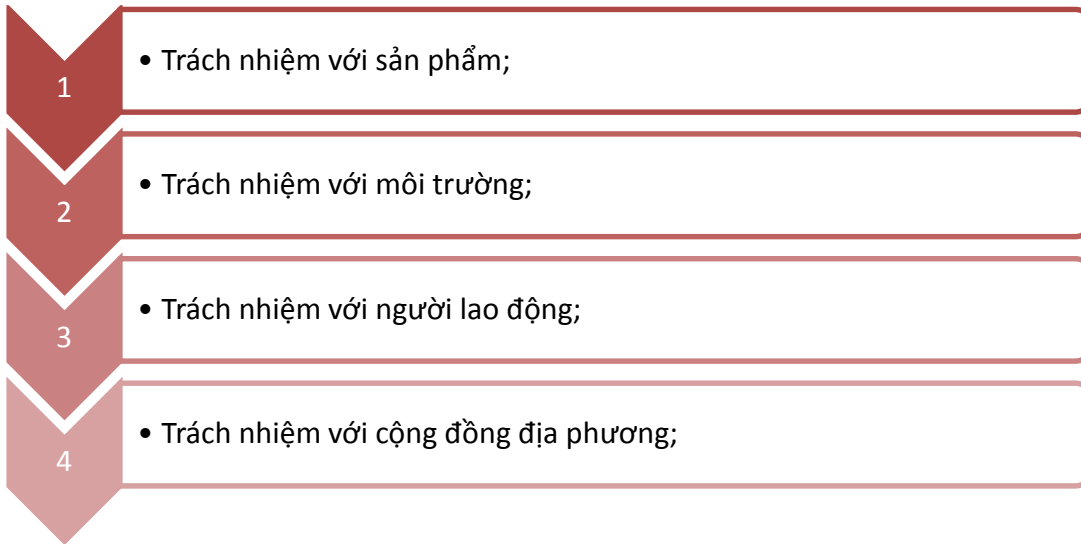 1
• Trách nhiệm với sản phẩm;
2
• Trách nhiệm với môi trường;
3
• Trách nhiệm với người lao động;
4
• Trách nhiệm với cộng đồng địa phương;